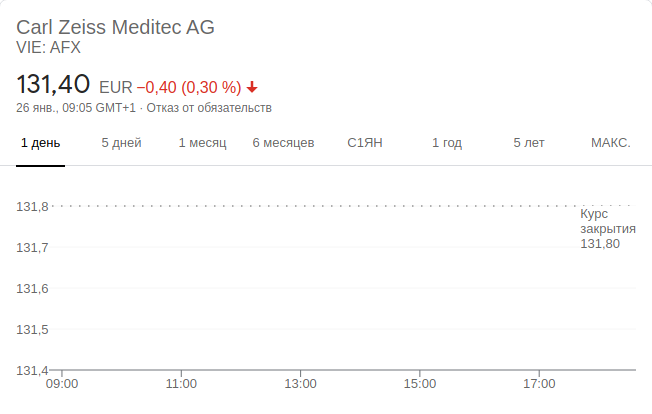 Carl Zeiss Meditec AG
VIE: AFX
131,40 EUR −0,40 (0,30 %)
26 янв., 09:05 GMT+1 · Отказ от обязательств
1 день 5 дней 1 месяц 6 месяцев С1ЯН 1 год 5 лет МАКС.
131,8
Курс
закрытия
131,80
131,7
131,6
131,5
131,4
09:00 11:00 13:00 15:00 17:00